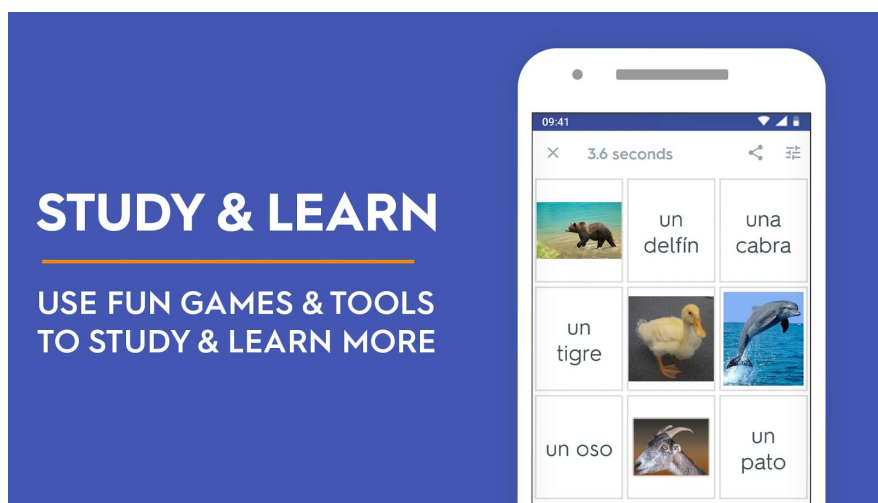 STUDY & LEARN
USE FUN GAMES & TOOLS
TO STUDY & LEARN MORE
09:41
3.6 seconds
un
delfín
una
cabra
un
tigre
un oso
un
pato